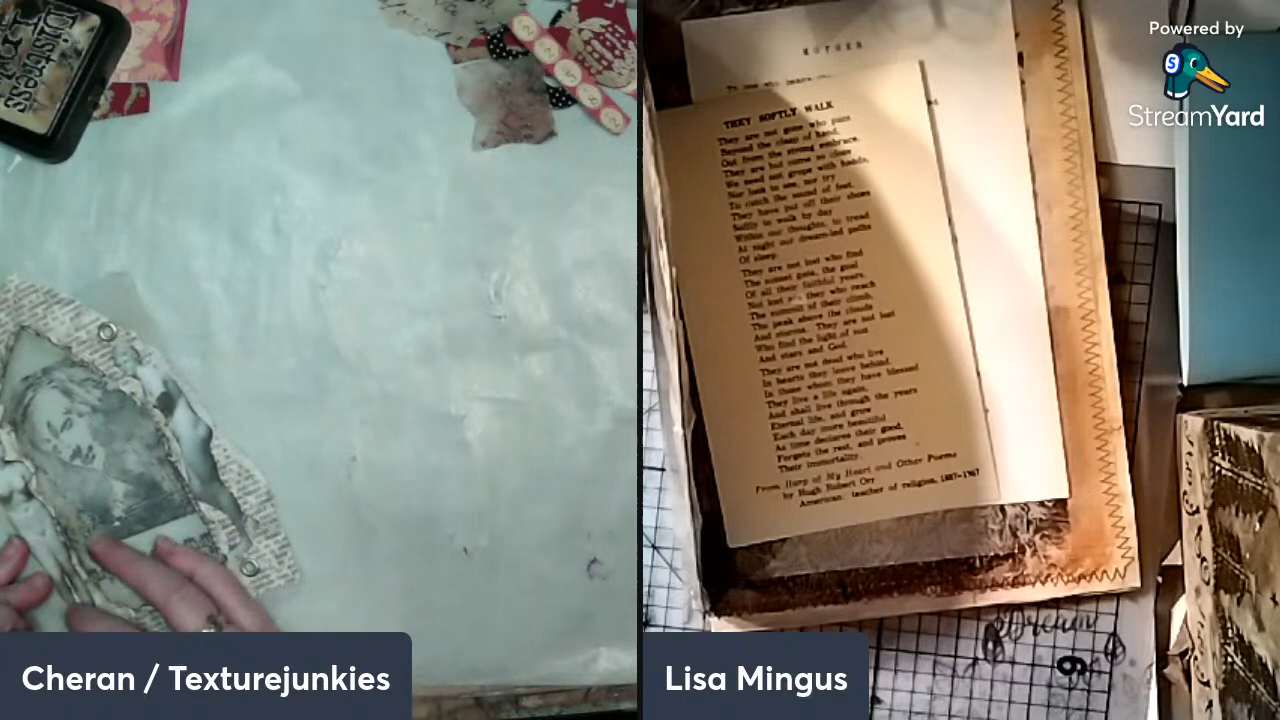 Distress
Powered by
StreamYard
MOTHER
THEY SOFTLY WALK
They are not gone who pass
Beyond the clasp of hand,
Out from the strong embrace.
They are but come so close
We need not grope with hands,
Nor look to see, nor try
To catch the sound of feet.
They have put off their shoes
Softly to walk by day
Within our thoughts, to tread
At night our dream-led paths
Of sleep.
They are not lost who find
The sunset gate, the goal
Of all their faithful years.
Not lost are they who reach
The summit of their climb,
The peak above the clouds
And storms. They are not lost
Who find the light of sun
And stars and God.
They are not dead who live
In hearts they leave behind.
In those whom they have blessed
They live a life again,
And shall live through the years
Eternal life, and grow
Each day more beautiful
As time declares their good,
Forgets the rest, and proves
Their immortality.
From Harp of My Heart and Other Poems
by Hugh Robert Orr
American: teacher of religion, 1887-1967
Dream
9
Cheran / Texturejunkies
Lisa Mingus